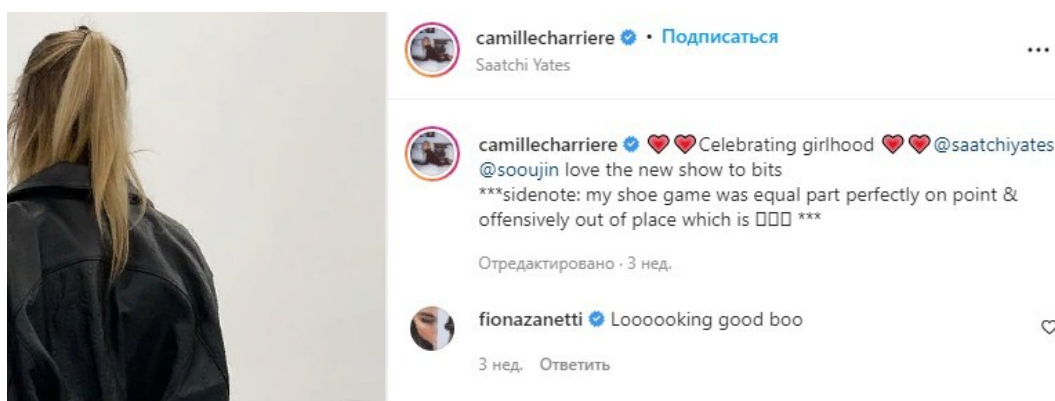 camillecharriere • Подписаться
Saatchi Yates
camillecharriere ❤️❤️Celebrating girlhood ❤️❤️@saatchiyates
@sooujin love the new show to bits
***sidenote: my shoe game was equal part perfectly on point &
offensively out of place which is ▯▯▯ ***
Отредактировано · 3 нед.
fionazanetti Loooooking good boo
3 нед. Ответить